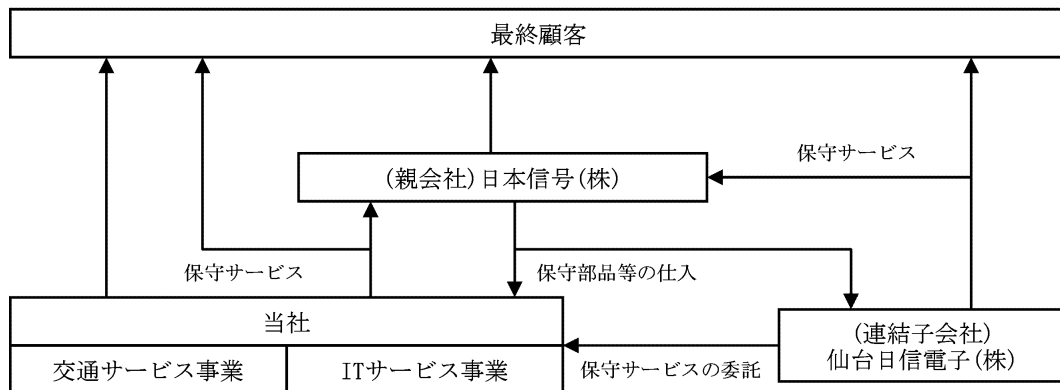 最終顧客
保守サービス
(親会社)日本信号(株)
保守サービス
保守部品等の仕入
当社
(連結子会社)
仙台日信電子(株)
交通サービス事業
ITサービス事業
保守サービスの委託